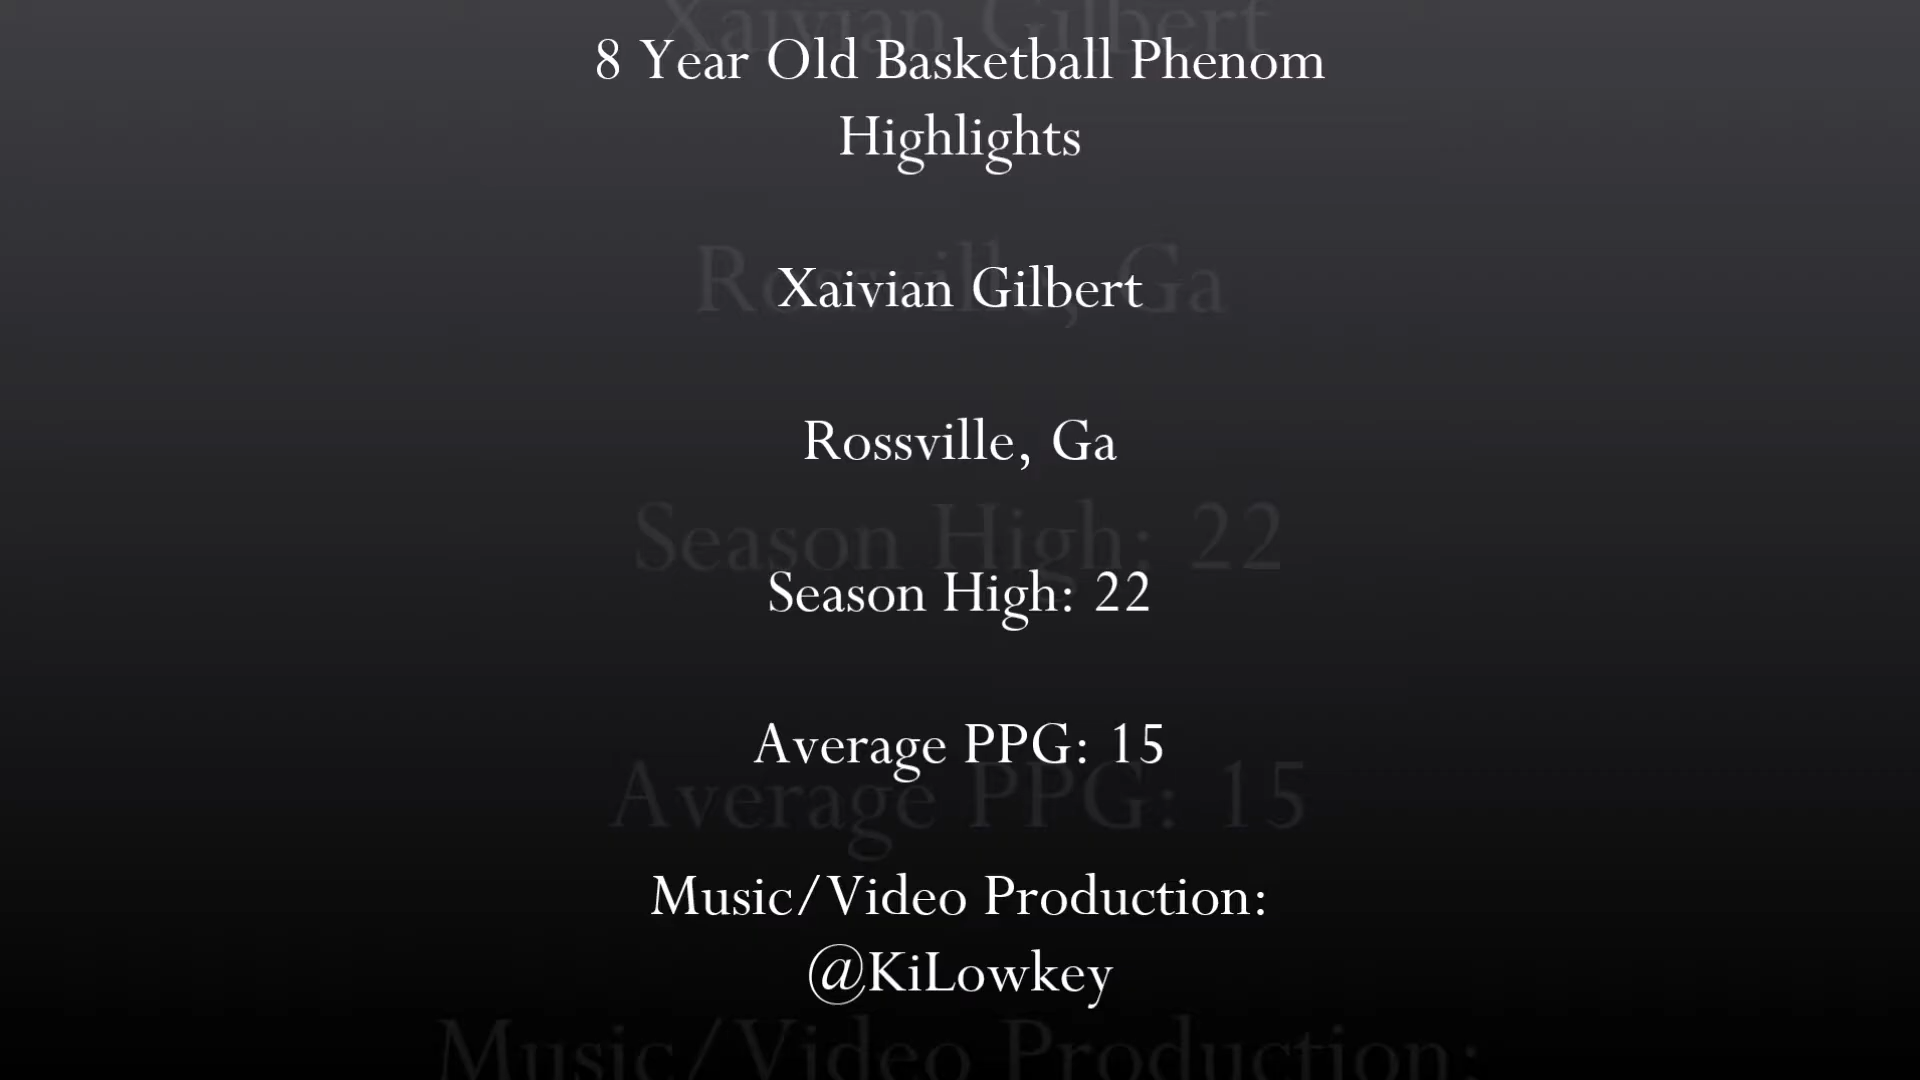 8 Year Old Basketball Phenom
Highlights
Xaivian Gilbert
Rossville, Ga
Season High: 22
Average PPG: 15
Music/Video Production:
@KiLowkey